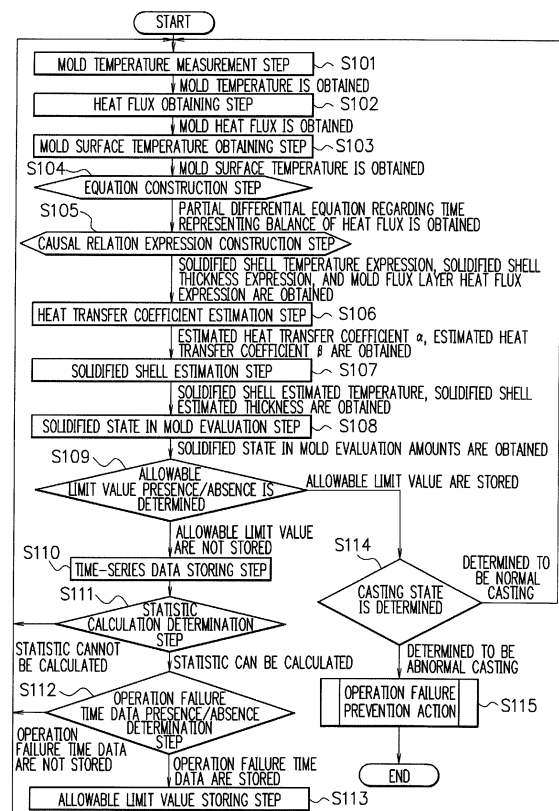 START
MOLD TEMPERATURE MEASUREMENT STEP
S101
MOLD TEMPERATURE IS OBTAINED
HEAT FLUX OBTAINING STEP
S102
MOLD HEAT FLUX IS OBTAINED
MOLD SURFACE TEMPERATURE OBTAINING STEP
S103
MOLD SURFACE TEMPERATURE IS OBTAINED
S104
EQUATION CONSTRUCTION STEP
PARTIAL DIFFERENTIAL EQUATION REGARDING TIME
REPRESENTING BALANCE OF HEAT FLUX IS OBTAINED
S105
CAUSAL RELATION EXPRESSION CONSTRUCTION STEP
SOLIDIFIED SHELL TEMPERATURE EXPRESSION, SOLIDIFIED SHELL
THICKNESS EXPRESSION, AND MOLD FLUX LAYER HEAT FLUX
EXPRESSION ARE OBTAINED
HEAT TRANSFER COEFFICIENT ESTIMATION STEP
S106
ESTIMATED HEAT TRANSFER COEFFICIENT α, ESTIMATED HEAT
TRANSFER COEFFICIENT β ARE OBTAINED
SOLIDIFIED SHELL ESTIMATION STEP
S107
SOLIDIFIED SHELL ESTIMATED TEMPERATURE, SOLIDIFIED SHELL
ESTIMATED THICKNESS ARE OBTAINED
SOLIDIFIED STATE IN MOLD EVALUATION STEP
S108
SOLIDIFIED STATE IN MOLD EVALUATION AMOUNTS ARE OBTAINED
S109
ALLOWABLE
LIMIT VALUE PRESENCE/ABSENCE IS
DETERMINED
ALLOWABLE LIMIT VALUE ARE STORED
ALLOWABLE LIMIT VALUE
ARE NOT STORED
S110
TIME-SERIES DATA STORING STEP
S111
STATISTIC
CALCULATION DETERMINATION
STEP
STATISTIC CANNOT
BE CALCULATED
STATISTIC CAN BE CALCULATED
S112
OPERATION FAILURE
TIME DATA PRESENCE/ABSENCE
DETERMINATION
STEP
OPERATION
FAILURE TIME DATA
ARE NOT STORED
OPERATION FAILURE TIME
DATA ARE STORED
ALLOWABLE LIMIT VALUE STORING STEP
S113
S114
CASTING STATE
IS DETERMINED
DETERMINED TO
BE NORMAL
CASTING
DETERMINED TO BE
ABNORMAL CASTING
OPERATION FAILURE
PREVENTION ACTION
S115
END